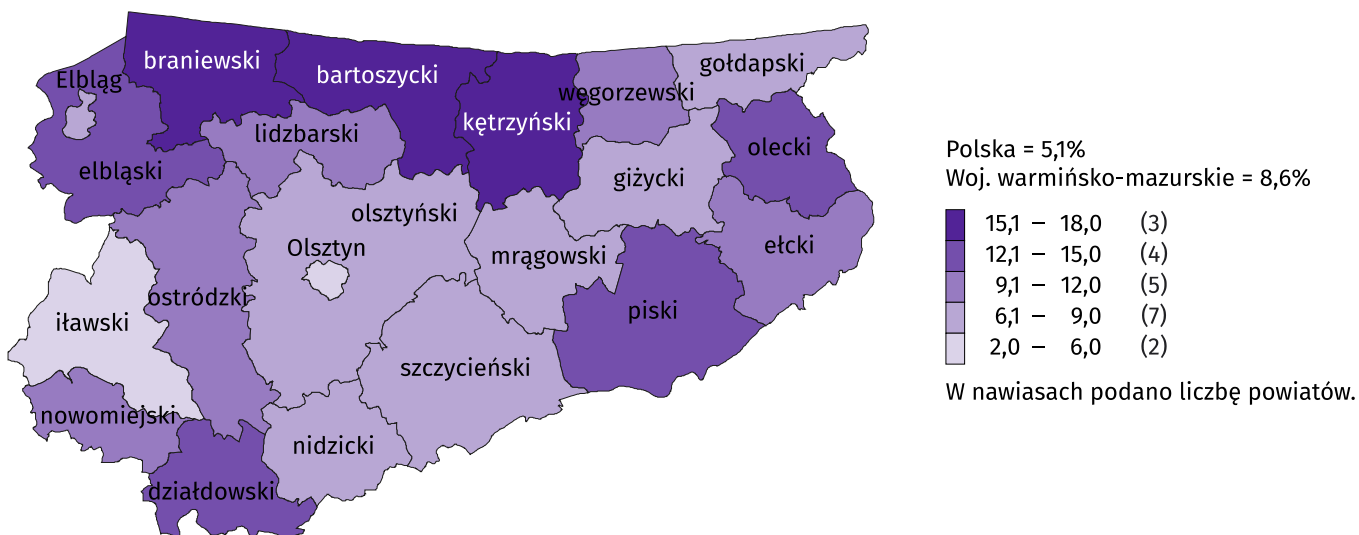 braniewski
bartoszycki
gołdapski
Elbląg
węgorzewski
kętrzyński
lidzbarski
olecki
elbląski
giżycki
olsztyński
Olsztyn
mrągowski
ełcki
ostródzki
iławski
piski
szczycieński
nowomiejski
nidzicki
działdowski
Polska = 5,1%
Woj. warmińsko-mazurskie = 8,6%
15,1 – 18,0 (3)
12,1 – 15,0 (4)
9,1 – 12,0 (5)
6,1 – 9,0 (7)
2,0 – 6,0 (2)
W nawiasach podano liczbę powiatów.